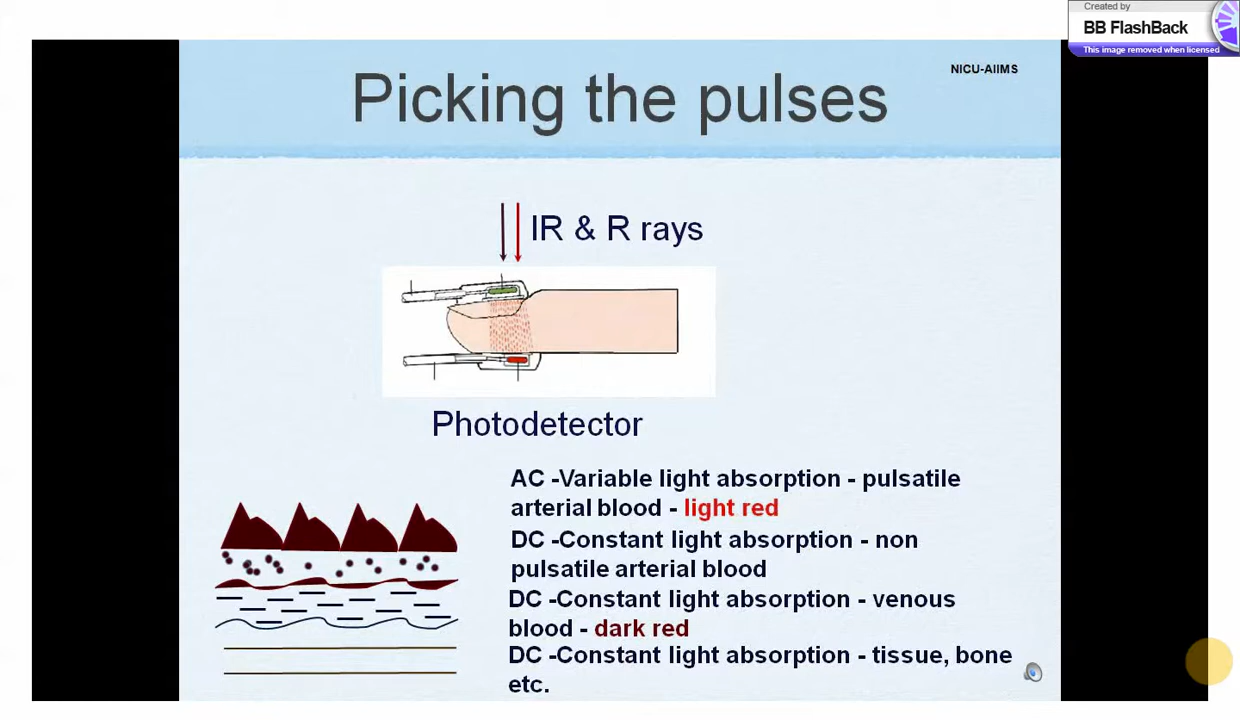 Created by
BB FlashBack
This image removed when licensed
NICU-AIIMS
Picking the pulses
IR & R rays
Photodetector
AC -Variable light absorption - pulsatile
arterial blood - light red
DC -Constant light absorption - non
pulsatile arterial blood
DC -Constant light absorption - venous
blood - dark red
DC -Constant light absorption - tissue, bone
etc.